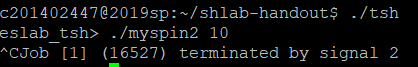 c201402447@2019sp:~/shlab-handout$ ./tsh
eslab_tsh> ./myspin2 10
^CJob [1] (16527) terminated by signal 2